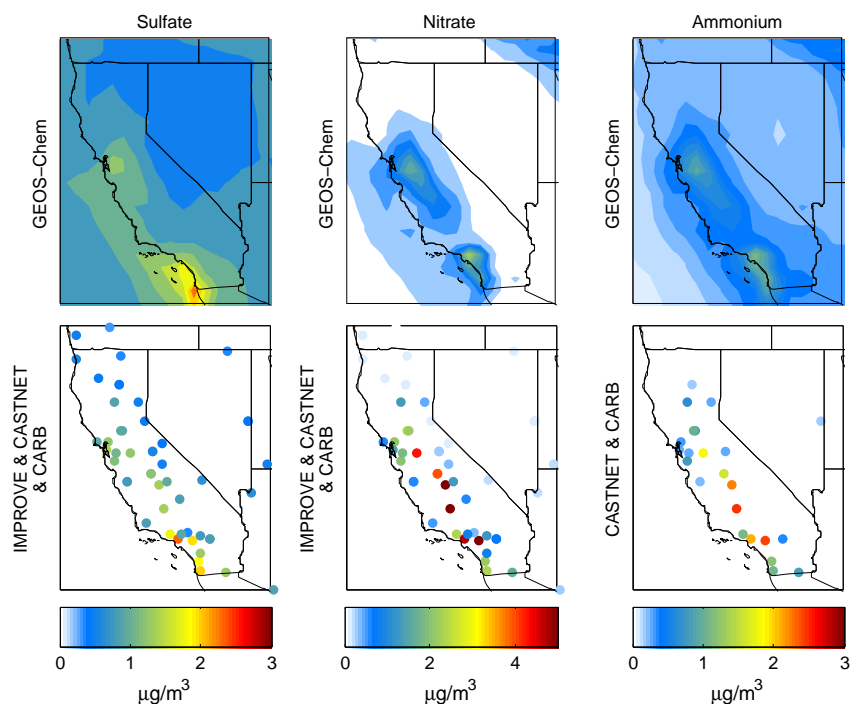 Sulfate
Nitrate
Ammonium
GEOS−Chem
GEOS−Chem
GEOS−Chem
IMPROVE & CASTNET
& CARB
IMPROVE & CASTNET
& CARB
CASTNET & CARB
0 1 2 3
0 2 4
0 1 2 3
μg/m³
μg/m³
μg/m³